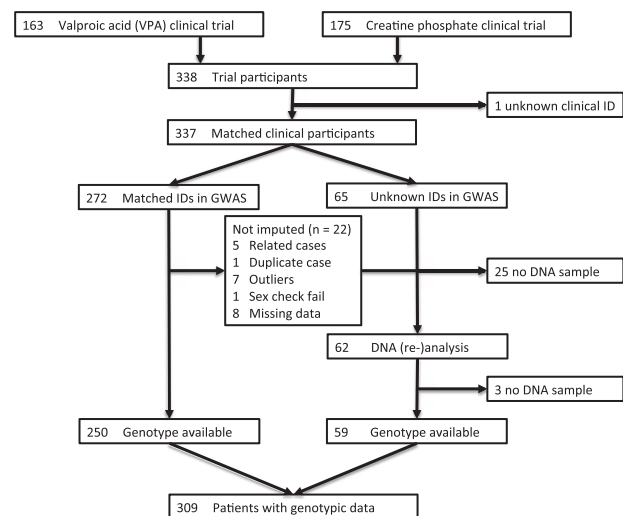 163 Valproic acid (VPA) clinical trial
175 Creatine phosphate clinical trial
338 Trial participants
1 unknown clinical ID
337 Matched clinical participants
272 Matched IDs in GWAS
65 Unknown IDs in GWAS
Not imputed (n = 22)
5 Related cases
1 Duplicate case
7 Outliers
1 Sex check fail
8 Missing data
25 no DNA sample
62 DNA (re-)analysis
3 no DNA sample
250 Genotype available
59 Genotype available
309 Patients with genotypic data